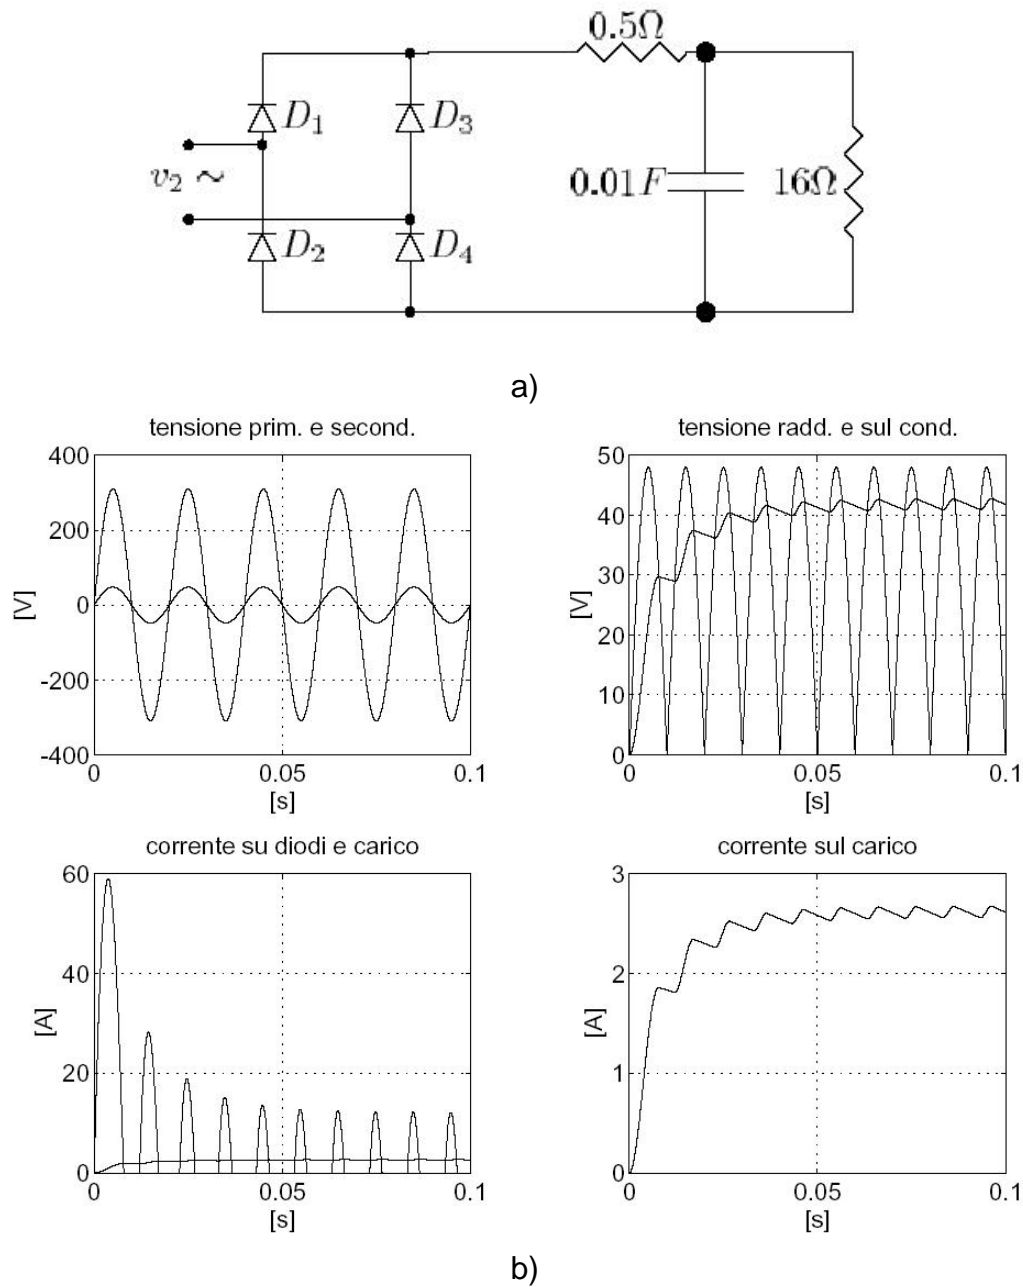 0.5Ω
D1 D3
v2 ~
0.01F 16Ω
D2 D4
a)
tensione prim. e second.
400
200
0
-200
-400
[V]
0 0.05 0.1
[s]
tensione radd. e sul cond.
50
40
30
20
10
0
[V]
0 0.05 0.1
[s]
corrente su diodi e carico
60
40
20
0
[A]
0 0.05 0.1
[s]
corrente sul carico
3
2
1
0
[A]
0 0.05 0.1
[s]
b)